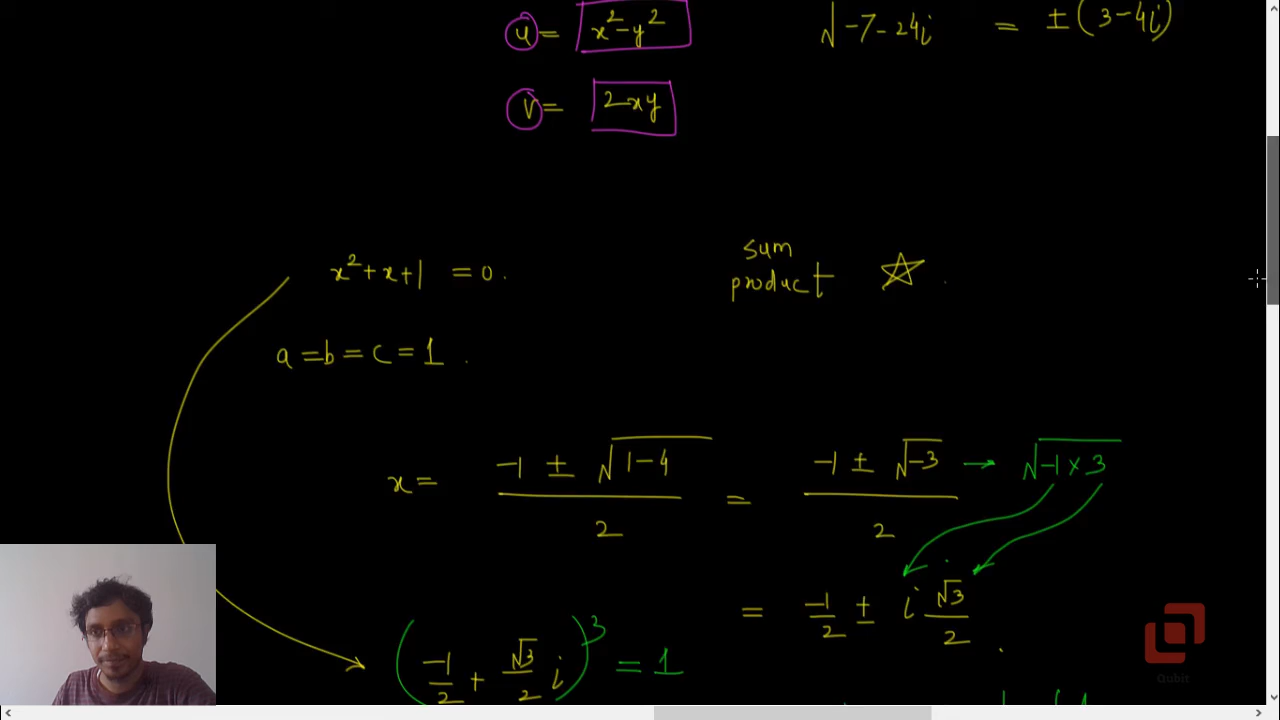 u = x² - y²
√-7-24i = ±(3-4i)
v = 2xy
x² + x + 1 = 0.
sum
product ☆
a = b = c = 1.
x = (-1 ± √(1-4))/2 = (-1 ± √-3)/2 → √(-1×3)
= -1/2 ± i √3/2.
(-1/2 + √3/2 i)³ = 1
Qubit